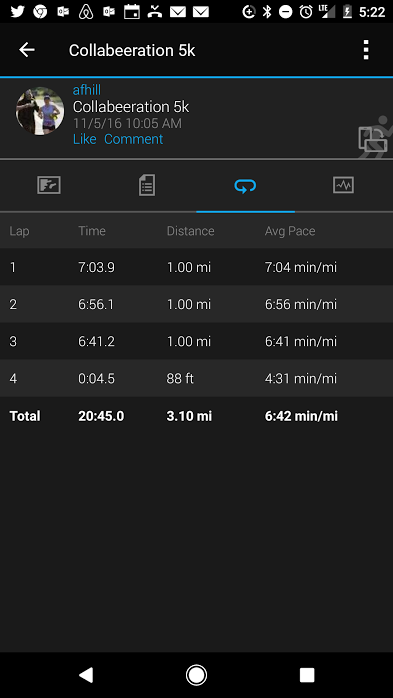 LTE 5:22
Collabeeration 5k
afhill
Collabeeration 5k
11/5/16 10:05 AM
Like Comment
Lap Time Distance Avg Pace
1 7:03.9 1.00 mi 7:04 min/mi
2 6:56.1 1.00 mi 6:56 min/mi
3 6:41.2 1.00 mi 6:41 min/mi
4 0:04.5 88 ft 4:31 min/mi
Total 20:45.0 3.10 mi 6:42 min/mi